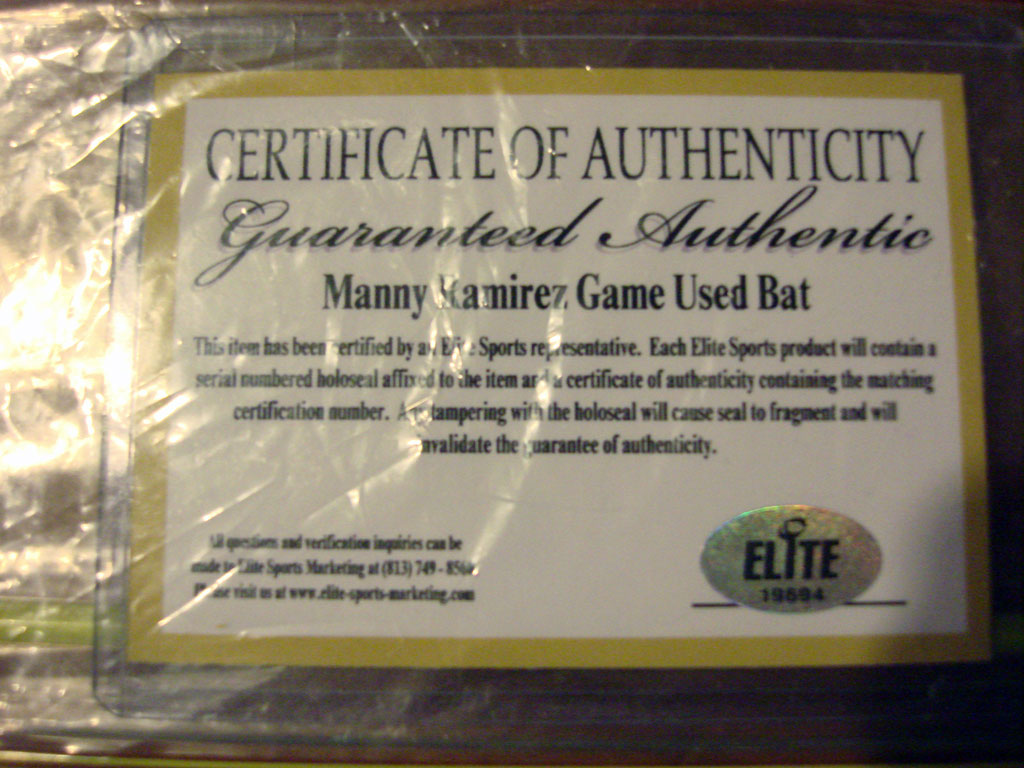 CERTIFICATE OF AUTHENTICITY
Guaranteed Authentic
Manny Ramirez Game Used Bat
This item has been certified by an Elite Sports representative. Each Elite Sports product will contain a
serial numbered holoseal affixed to the item and a certificate of authenticity containing the matching
certification number. Any tampering with the holoseal will cause seal to fragment and will
invalidate the guarantee of authenticity.
All questions and verification inquiries can be
made to Elite Sports Marketing at (813) 749 -
Please visit us at www.elite-sports-marketing.com
ELITE